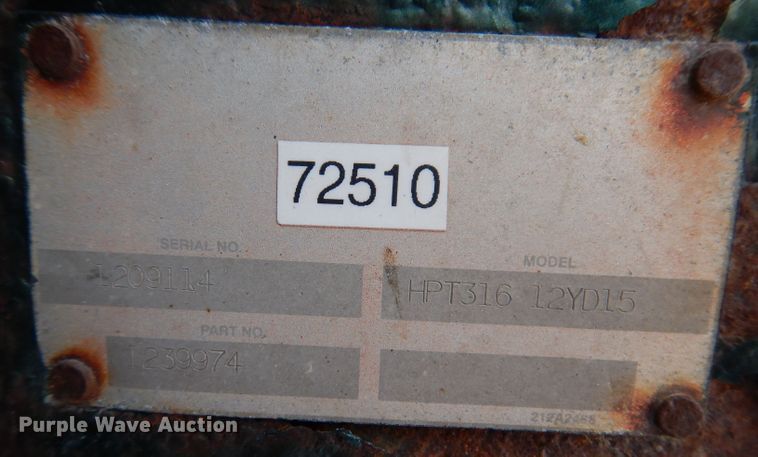 72510
SERIAL NO.
1209114
MODEL
HPT316 12YD15
PART NO.
1239974
Purple Wave Auction